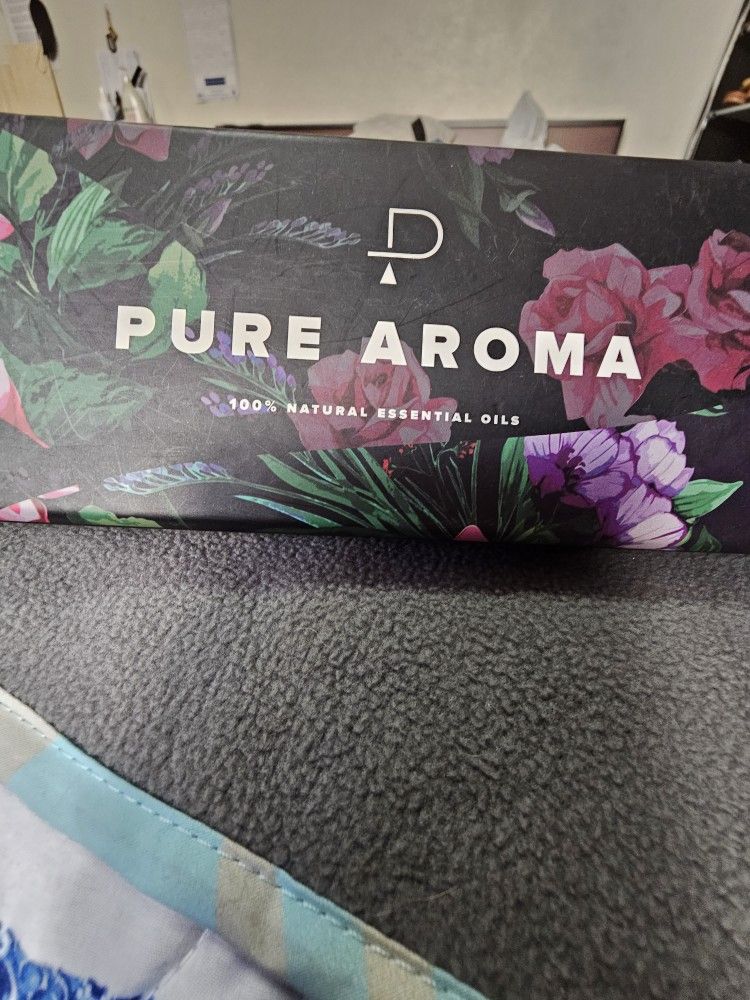 PURE AROMA
100% NATURAL ESSENTIAL OILS